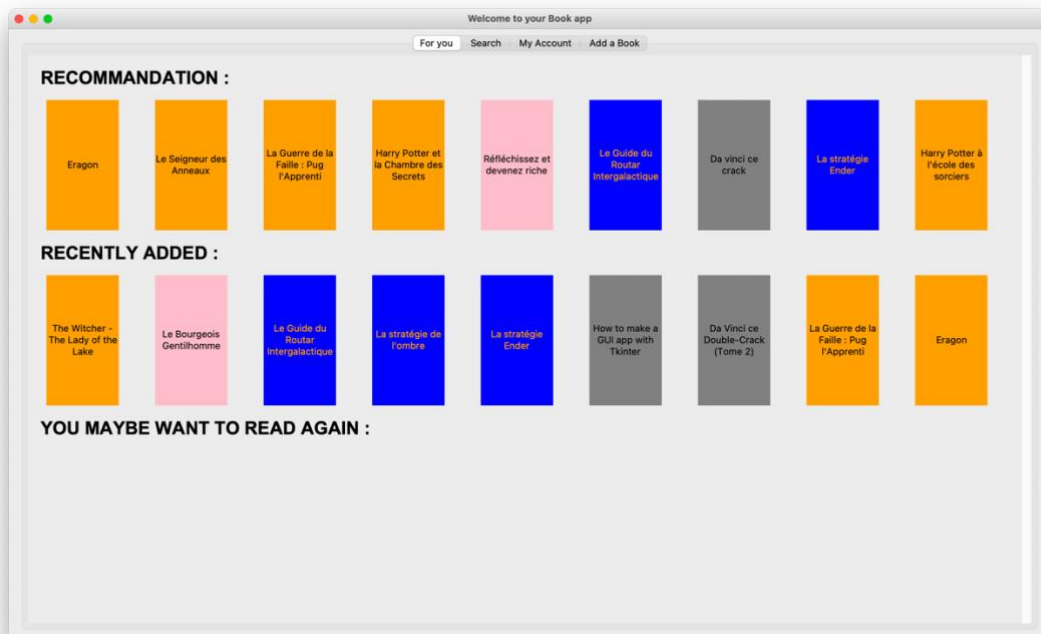 Welcome to your Book app
For you Search My Account Add a Book
RECOMMANDATION :
Eragon
Le Seigneur des
Anneaux
La Guerre de la
Faille : Pug
l'Apprenti
Harry Potter et
la Chambre des
Secrets
Réfléchissez et
devenez riche
Le Guide du
Routar
Intergalactique
Da vinci ce
crack
La stratégie
Ender
Harry Potter à
l'école des
sorciers
RECENTLY ADDED :
The Witcher -
The Lady of the
Lake
Le Bourgeois
Gentilhomme
Le Guide du
Routar
Intergalactique
La stratégie de
l'ombre
La stratégie
Ender
How to make a
GUI app with
Tkinter
Da Vinci ce
Double-Crack
(Tome 2)
La Guerre de la
Faille : Pug
l'Apprenti
Eragon
YOU MAYBE WANT TO READ AGAIN :